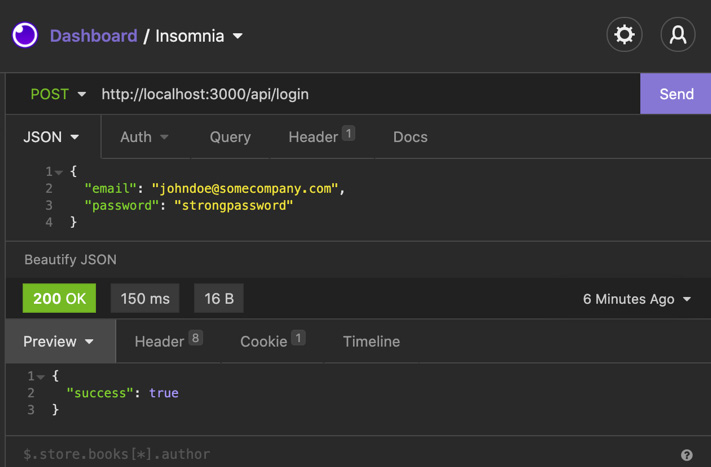 Dashboard / Insomnia
POST http://localhost:3000/api/login Send
JSON Auth Query Header 1 Docs
1 {
2 "email": "johndoe@somecompany.com",
3 "password": "strongpassword"
4 }
Beautify JSON
200 OK 150 ms 16 B 6 Minutes Ago
Preview Header 8 Cookie 1 Timeline
1 {
2 "success": true
3 }
$.store.books[*].author ?